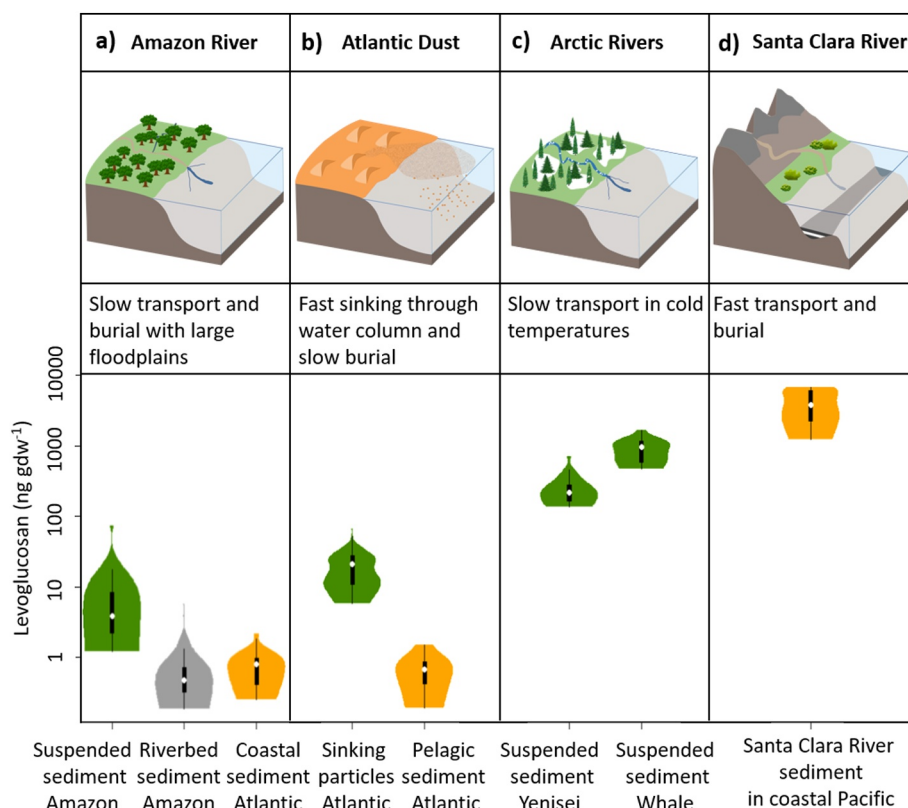 a) Amazon River
b) Atlantic Dust
c) Arctic Rivers
d) Santa Clara River
Slow transport and
burial with large
floodplains
Fast sinking through
water column and
slow burial
Slow transport in cold
temperatures
Fast transport and
burial
Levoglucosan (ng gdw⁻¹)
10000
1000
100
10
1
Suspended
sediment
Amazon
Riverbed
sediment
Amazon
Coastal
sediment
Atlantic
Sinking
particles
Atlantic
Pelagic
sediment
Atlantic
Suspended
sediment
Yenisei
Suspended
sediment
Whale
Santa Clara River
sediment
in coastal Pacific